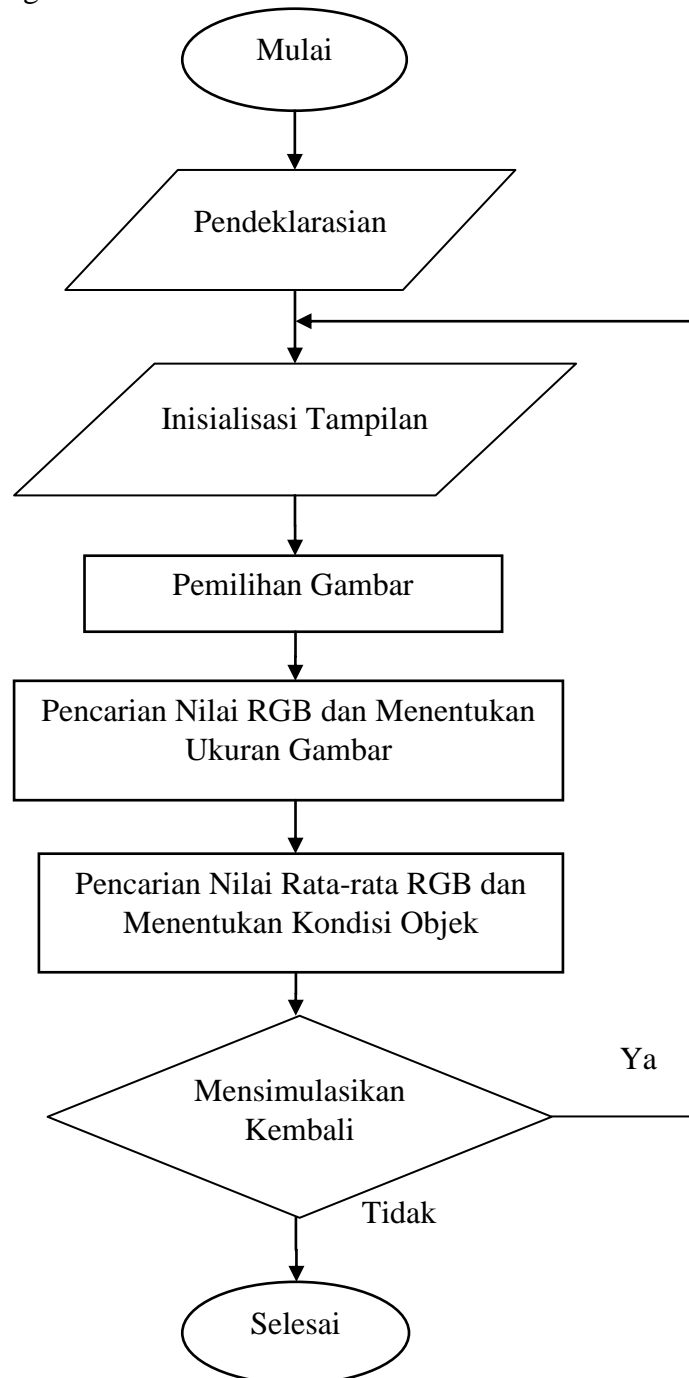 Mulai
Pendeklarasian
Inisialisasi Tampilan
Pemilihan Gambar
Pencarian Nilai RGB dan Menentukan
Ukuran Gambar
Pencarian Nilai Rata-rata RGB dan
Menentukan Kondisi Objek
Ya
Mensimulasikan
Kembali
Tidak
Selesai